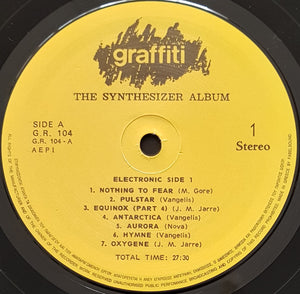 graffiti
THE SYNTHESIZER ALBUM
SIDE A
G.R. 104
G.R. 104 - A
AEPI
1
Stereo
ELECTRONIC SIDE 1
1. NOTHING TO FEAR (M. Gore)
2. PULSTAR (Vangelis)
3. EQUINOX (PART 4) (J. M. Jarre)
4. ANTARCTICA (Vangelis)
5. AURORA (Nova)
6. HYMNE (Vangelis)
7. OXYGENE (J. M. Jarre)
TOTAL TIME: 27:30